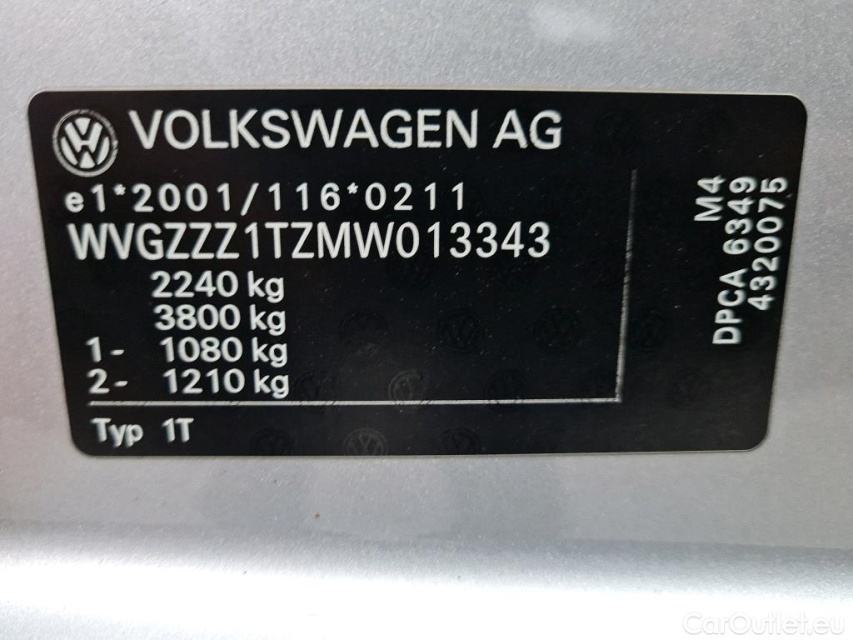 VOLKSWAGEN AG
e1*2001/116*0211
WVGZZZ1TZMW013343
2240 kg
3800 kg
1- 1080 kg
2- 1210 kg
Typ 1T
M4
DPCA 6349
4320075
CarOutlet.eu